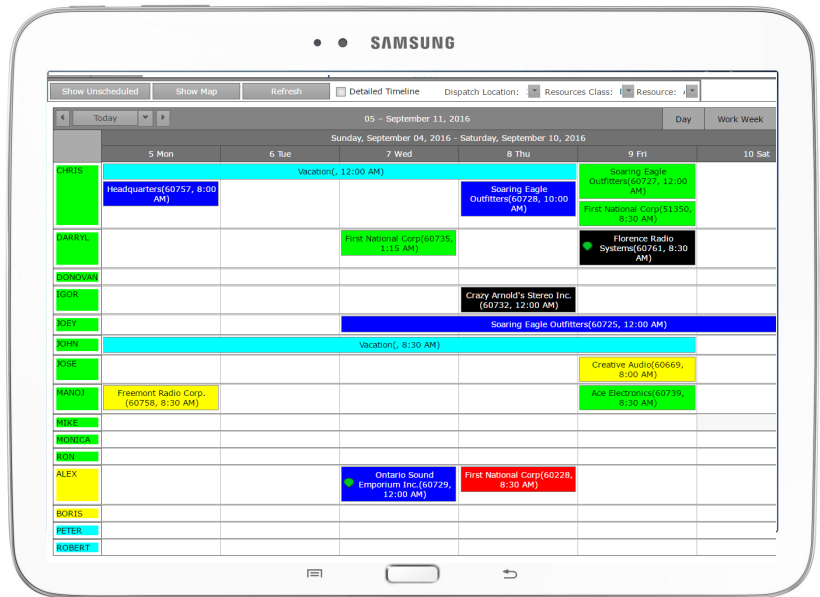 SAMSUNG
Show Unscheduled Show Map Refresh Detailed Timeline Dispatch Location: Resources Class: Resource:
Today 05 – September 11, 2016 Day Work Week
Sunday, September 04, 2016 - Saturday, September 10, 2016
5 Mon 6 Tue 7 Wed 8 Thu 9 Fri 10 Sat
CHRIS
Vacation(, 12:00 AM)
Headquarters(60757, 8:00
AM)
Soaring Eagle
Outfitters(60728, 10:00
AM)
Soaring Eagle
Outfitters(60727, 12:00
AM)
First National Corp(51350,
8:30 AM)
DARRYL
First National Corp(60735,
1:15 AM)
Florence Radio
Systems(60761, 8:30
AM)
DONOVAN
IGOR
Crazy Arnold's Stereo Inc.
(60732, 12:00 AM)
JOEY
Soaring Eagle Outfitters(60725, 12:00 AM)
JOHN
Vacation(, 8:30 AM)
JOSE
Creative Audio(60669,
8:00 AM)
MANOJ
Freemont Radio Corp.
(60758, 8:30 AM)
Ace Electronics(60739,
8:30 AM)
MIKE
MONICA
RON
ALEX
Ontario Sound
Emporium Inc.(60729,
12:00 AM)
First National Corp(60228,
8:30 AM)
BORIS
PETER
ROBERT